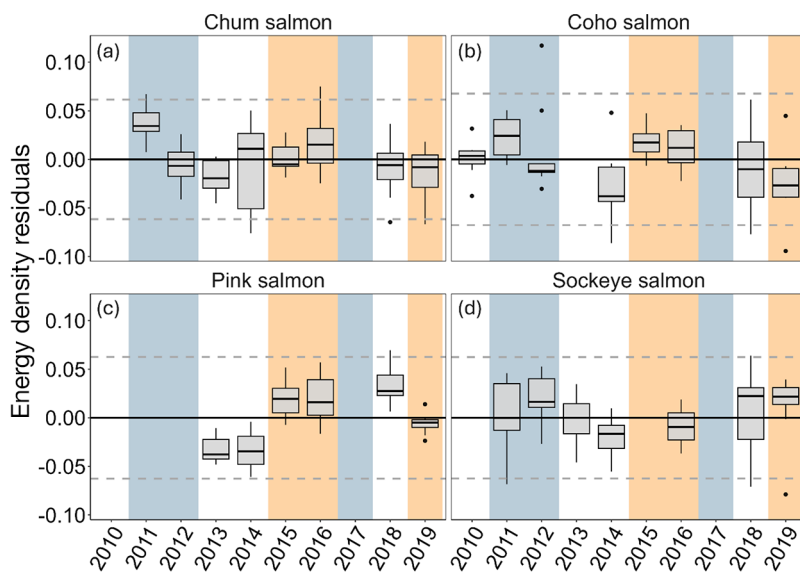 Chum salmon
Coho salmon
(a)
(b)
0.10
0.05
0.00
-0.05
-0.10
Pink salmon
Sockeye salmon
(c)
(d)
0.10
0.05
0.00
-0.05
-0.10
Energy density residuals
2010 2011 2012 2013 2014 2015 2016 2017 2018 2019
2010 2011 2012 2013 2014 2015 2016 2017 2018 2019